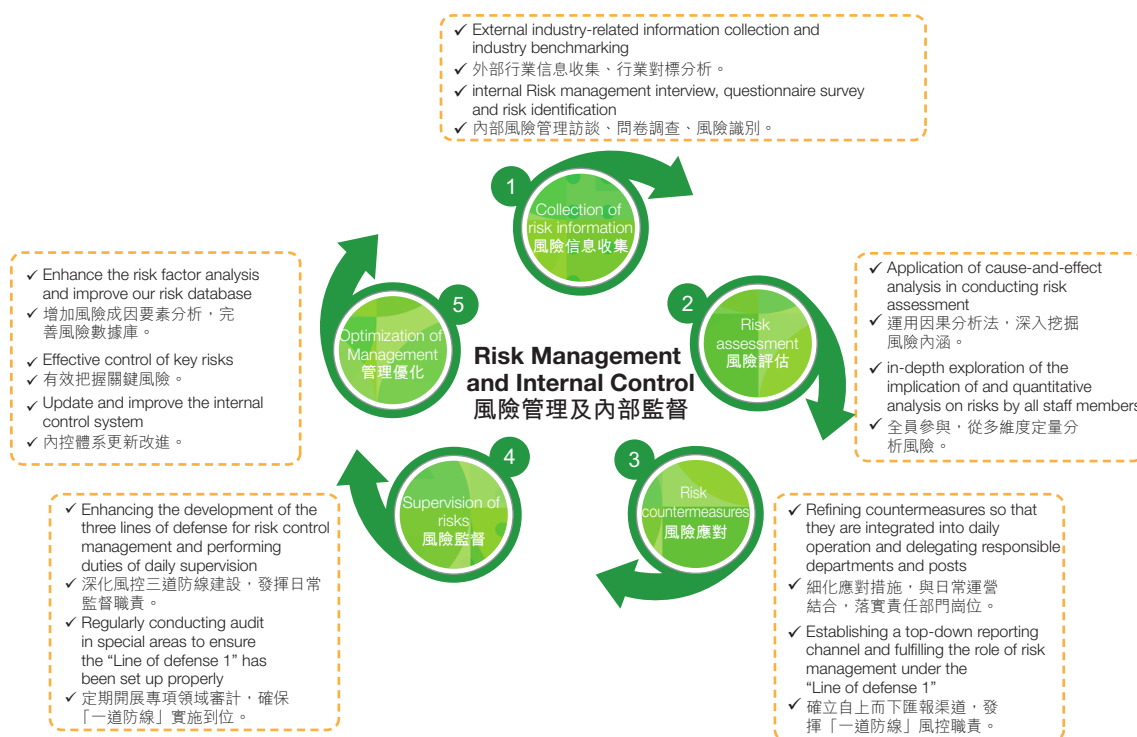 ✓ External industry-related information collection and
industry benchmarking
✓ 外部行業信息收集、行業對標分析。
✓ internal Risk management interview, questionnaire survey
and risk identification
✓ 內部風險管理訪談、問卷調查、風險識別。
1
Collection of
risk information
風險信息收集
2
Risk
assessment
風險評估
✓ Application of cause-and-effect
analysis in conducting risk
assessment
✓ 運用因果分析法，深入挖掘
風險內涵。
✓ in-depth exploration of the
implication of and quantitative
analysis on risks by all staff members
✓ 全員參與，從多維度定量分
析風險。
Risk Management
and Internal Control
風險管理及內部監督
3
Risk
countermeasures
風險應對
✓ Refining countermeasures so that
they are integrated into daily
operation and delegating responsible
departments and posts
✓ 細化應對措施，與日常運營
結合，落實責任部門崗位。
✓ Establishing a top-down reporting
channel and fulfilling the role of risk
management under the
“Line of defense 1”
✓ 確立自上而下匯報渠道，發
揮「一道防線」風控職責。
4
Supervision of
risks
風險監督
✓ Enhancing the development of the
three lines of defense for risk control
management and performing
duties of daily supervision
✓ 深化風控三道防線建設，發揮日常
監督職責。
✓ Regularly conducting audit
in special areas to ensure
the “Line of defense 1” has
been set up properly
✓ 定期開展專項領域審計，確保
「一道防線」實施到位。
5
Optimization of
Management
管理優化
✓ Enhance the risk factor analysis
and improve our risk database
✓ 增加風險成因要素分析，完
善風險數據庫。
✓ Effective control of key risks
✓ 有效把握關鍵風險。
✓ Update and improve the internal
control system
✓ 內控體系更新改進。